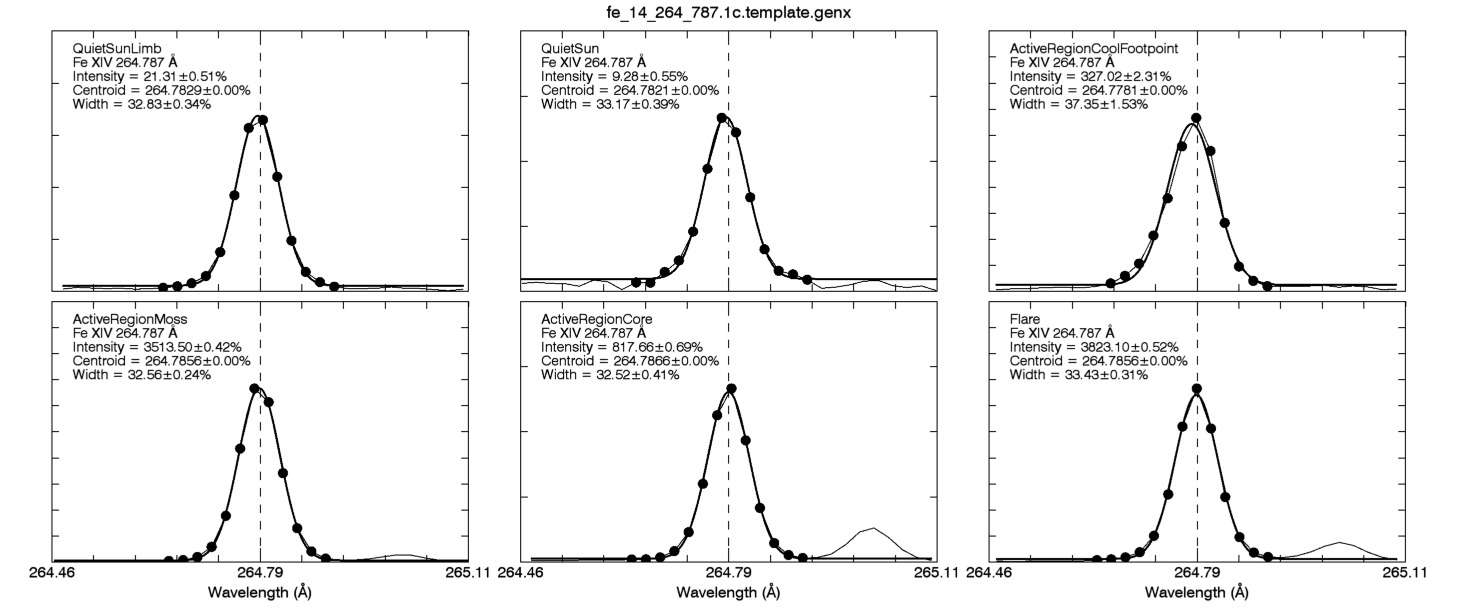 fe_14_264_787.1c.template.genx
QuietSunLimb
Fe XIV 264.787 Å
Intensity = 21.31±0.51%
Centroid = 264.7829±0.00%
Width = 32.83±0.34%
QuietSun
Fe XIV 264.787 Å
Intensity = 9.28±0.55%
Centroid = 264.7821±0.00%
Width = 33.17±0.39%
ActiveRegionCoolFootpoint
Fe XIV 264.787 Å
Intensity = 327.02±2.31%
Centroid = 264.7781±0.00%
Width = 37.35±1.53%
ActiveRegionMoss
Fe XIV 264.787 Å
Intensity = 3513.50±0.42%
Centroid = 264.7856±0.00%
Width = 32.56±0.24%
ActiveRegionCore
Fe XIV 264.787 Å
Intensity = 817.66±0.69%
Centroid = 264.7866±0.00%
Width = 32.52±0.41%
Flare
Fe XIV 264.787 Å
Intensity = 3823.10±0.52%
Centroid = 264.7856±0.00%
Width = 33.43±0.31%
264.46 264.79 265.11 264.46 264.79 265.11 264.46 264.79 265.11
Wavelength (Å) Wavelength (Å) Wavelength (Å)